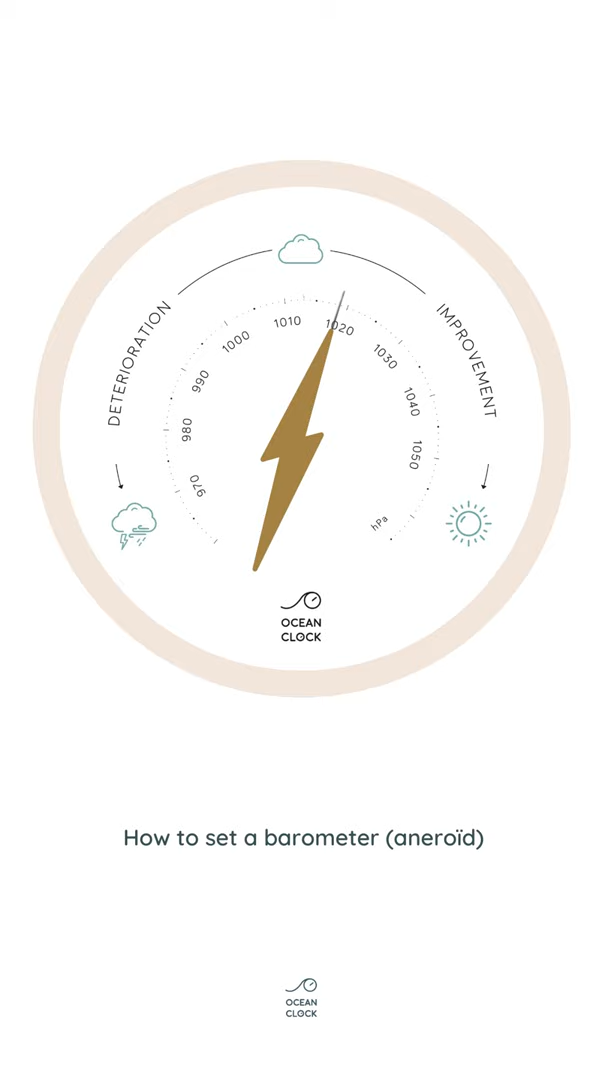 DETERIORATION
IMPROVEMENT
970
980
990
1000
1010
1020
1030
1040
1050
hPa
OCEAN
CLOCK
How to set a barometer (aneroïd)
OCEAN
CLOCK